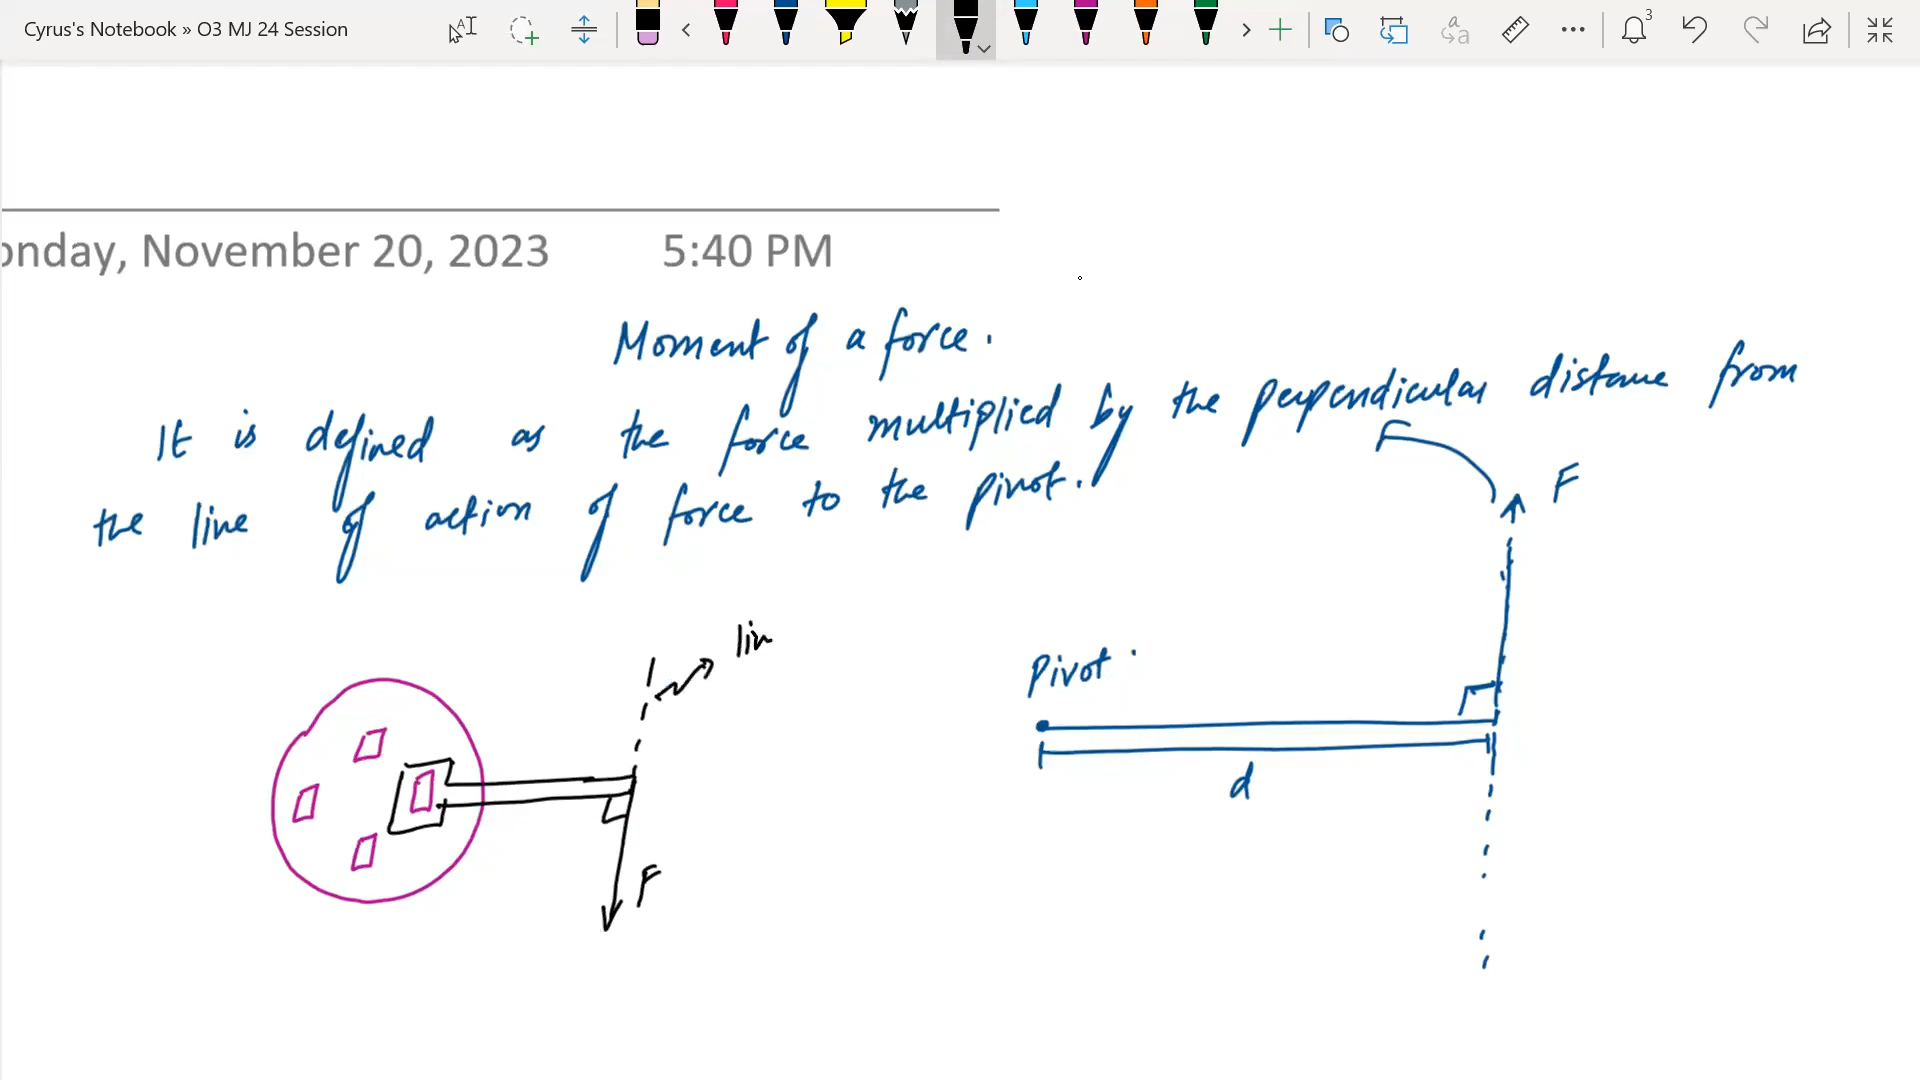 Cyrus's Notebook » O3 MJ 24 Session
3
onday, November 20, 2023 5:40 PM
Moment of a force.
It is defined as the force multiplied by the perpendicular distance from
the line of action of force to the pivot.
F
lin
Pivot
d
F